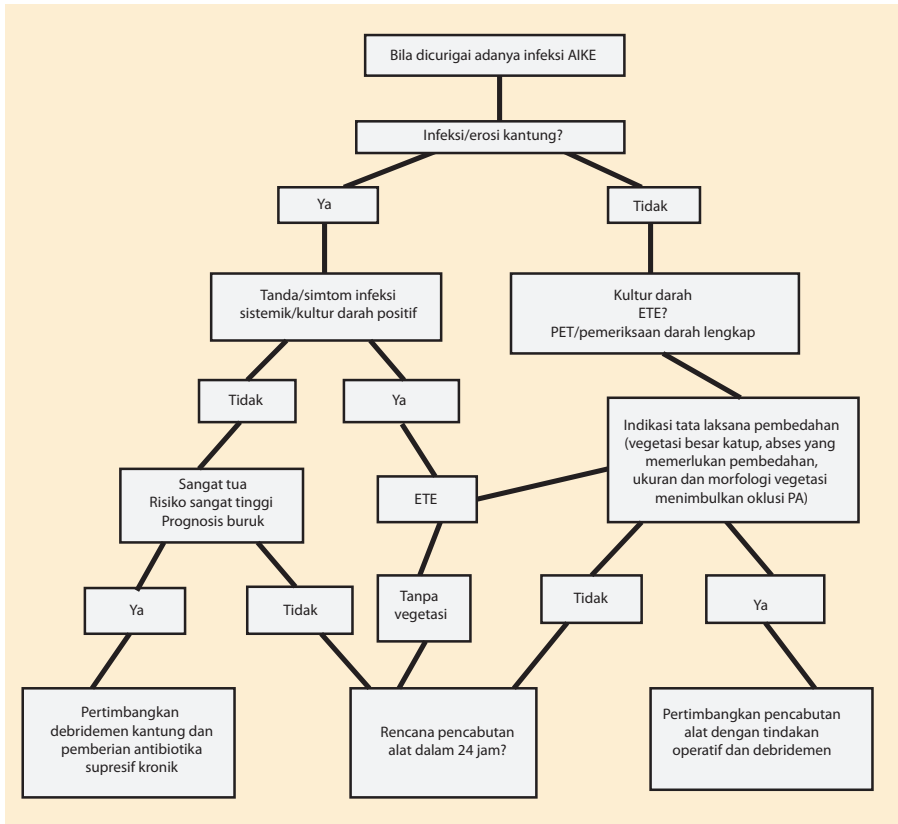 Bila dicurigai adanya infeksi AIKE
Infeksi/erosi kantung?
Ya
Tidak
Tanda/simtom infeksi
sistemik/kultur darah positif
Kultur darah
ETE?
PET/pemeriksaan darah lengkap
Tidak
Ya
Indikasi tata laksana pembedahan
(vegetasi besar katup, abses yang
memerlukan pembedahan,
ukuran dan morfologi vegetasi
menimbulkan oklusi PA)
Sangat tua
Risiko sangat tinggi
Prognosis buruk
ETE
Ya
Tidak
Tanpa
vegetasi
Tidak
Ya
Pertimbangkan
debridemen kantung dan
pemberian antibiotika
supresif kronik
Rencana pencabutan
alat dalam 24 jam?
Pertimbangkan pencabutan
alat dengan tindakan
operatif dan debridemen